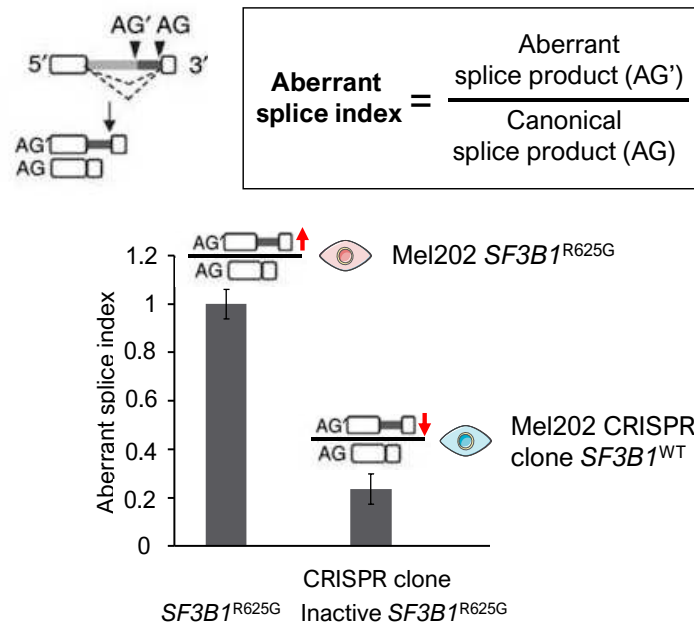 AG' AG
5' 3'
AG'
AG
Aberrant splice index = Aberrant splice product (AG')
Canonical splice product (AG)
AG'
AG
Mel202 SF3B1R625G
AG'
AG
Mel202 CRISPR
clone SF3B1WT
Aberrant splice index
1.2
1
0.8
0.6
0.4
0.2
0
CRISPR clone
SF3B1R625G Inactive SF3B1R625G